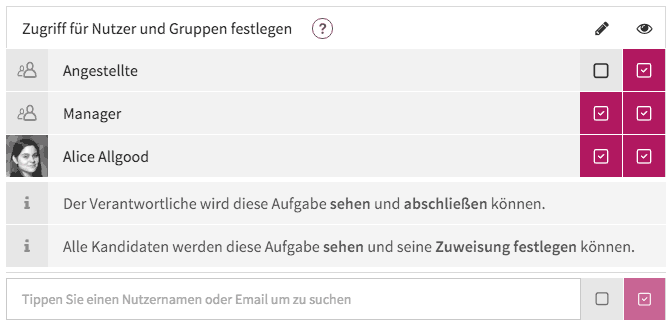 Zugriff für Nutzer und Gruppen festlegen ?
Angestellte
Manager
Alice Allgood
Der Verantwortliche wird diese Aufgabe sehen und abschließen können.
Alle Kandidaten werden diese Aufgabe sehen und seine Zuweisung festlegen können.
Tippen Sie einen Nutzernamen oder Email um zu suchen